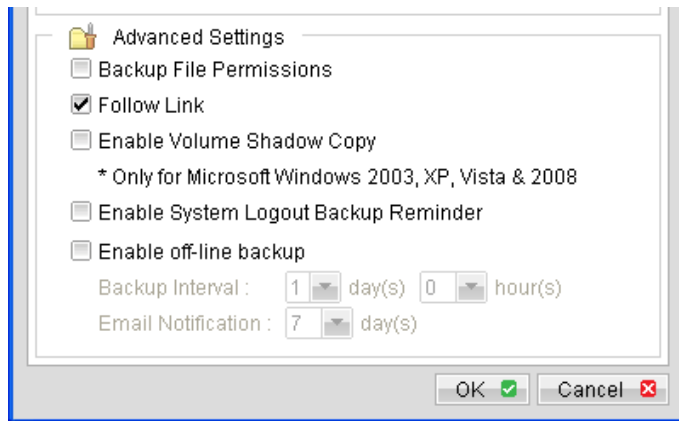 Advanced Settings
Backup File Permissions
Follow Link
Enable Volume Shadow Copy
* Only for Microsoft Windows 2003, XP, Vista & 2008
Enable System Logout Backup Reminder
Enable off-line backup
Backup Interval : 1 day(s) 0 hour(s)
Email Notification : 7 day(s)
OK Cancel